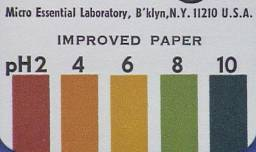 Micro Essential Laboratory, B'klyn,N.Y. 11210 U.S.A.
IMPROVED PAPER
pH2 4 6 8 10